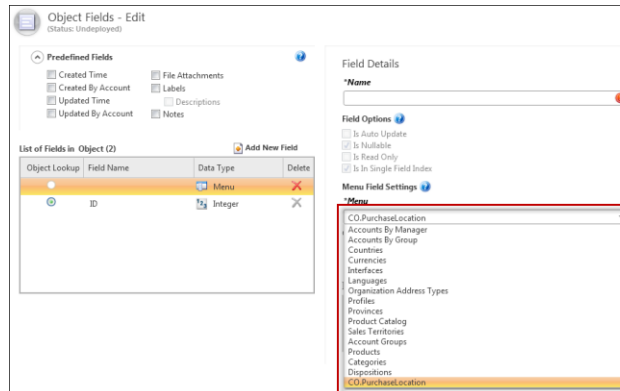 Object Fields - Edit
(Status: Undeployed)
Predefined Fields
Created Time
Created By Account
Updated Time
Updated By Account
File Attachments
Labels
Descriptions
Notes
List of Fields in Object (2)
Add New Field
Object Lookup Field Name Data Type Delete
Menu
ID Integer
Field Details
*Name
Field Options
Is Auto Update
Is Nullable
Is Read Only
Is In Single Field Index
Menu Field Settings
*Menu
CO.PurchaseLocation
Accounts By Manager
Accounts By Group
Countries
Currencies
Interfaces
Languages
Organization Address Types
Profiles
Provinces
Product Catalog
Sales Territories
Account Groups
Products
Categories
Dispositions
CO.PurchaseLocation